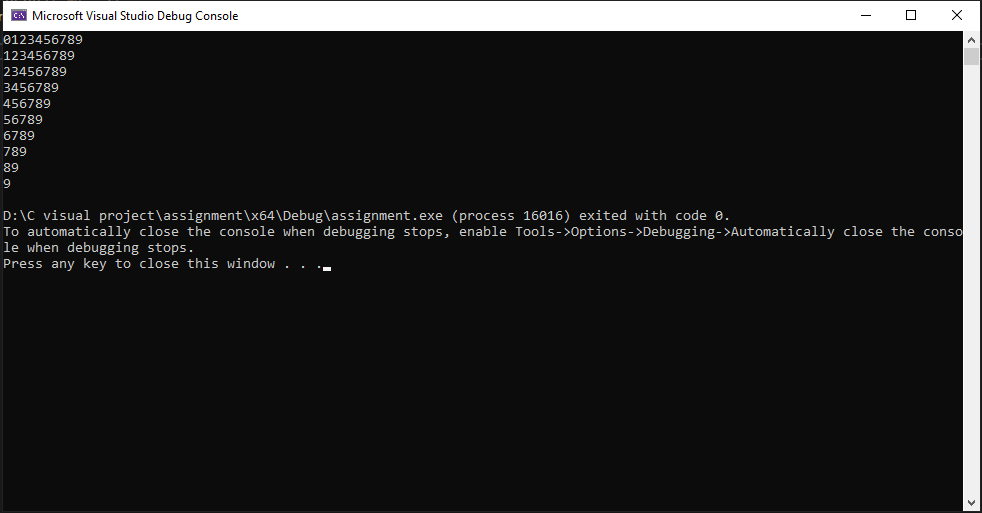 Microsoft Visual Studio Debug Console
0123456789
123456789
23456789
3456789
456789
56789
6789
789
89
9
D:\C visual project\assignment\x64\Debug\assignment.exe (process 16016) exited with code 0.
To automatically close the console when debugging stops, enable Tools->Options->Debugging->Automatically close the conso
le when debugging stops.
Press any key to close this window . . .